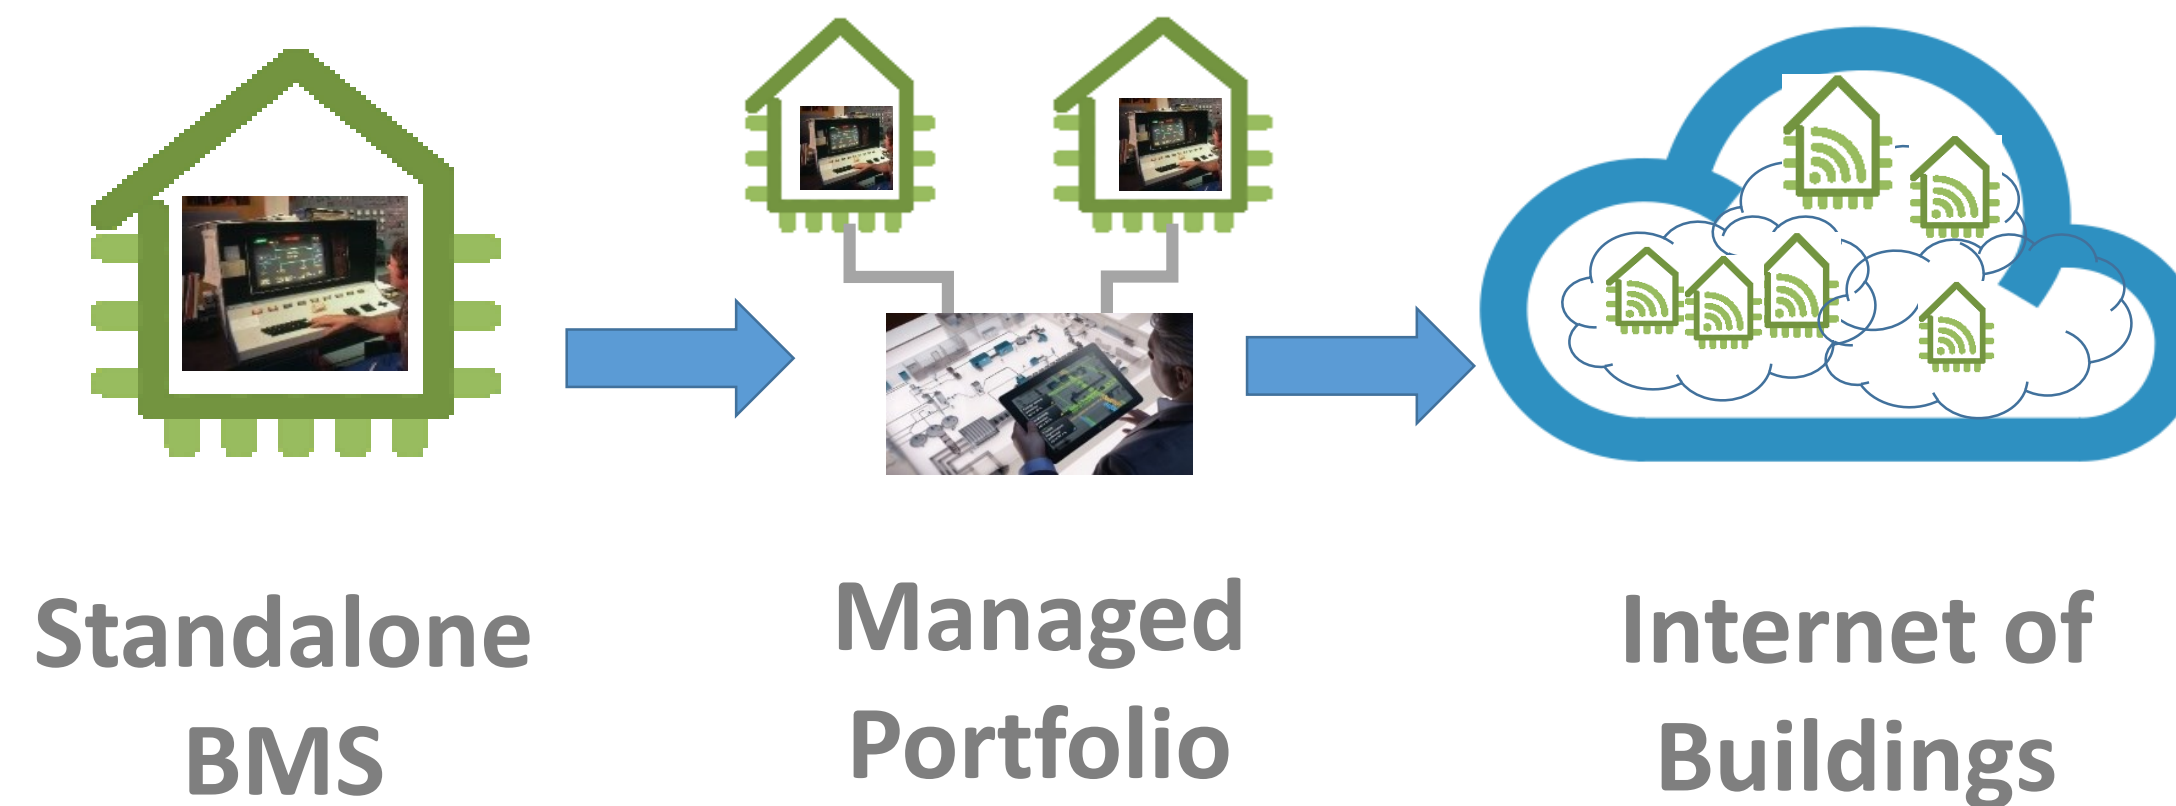 Standalone
BMS
Managed
Portfolio
Internet of
Buildings